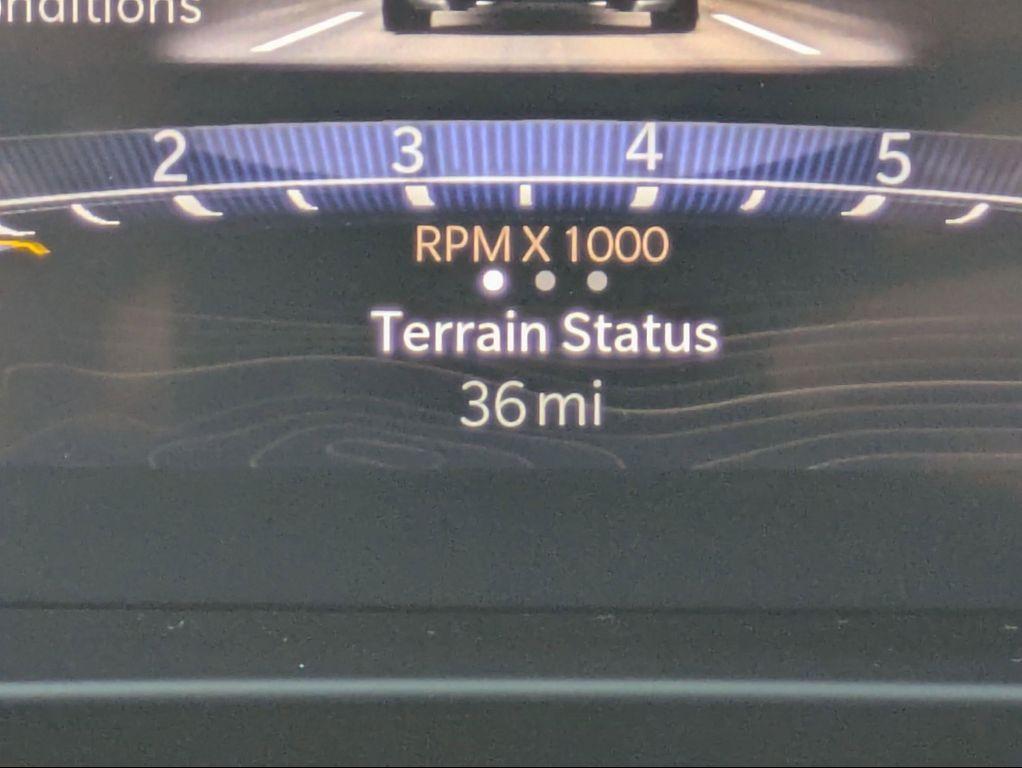 nditions
2 3 4 5
RPM X 1000
Terrain Status
36 mi